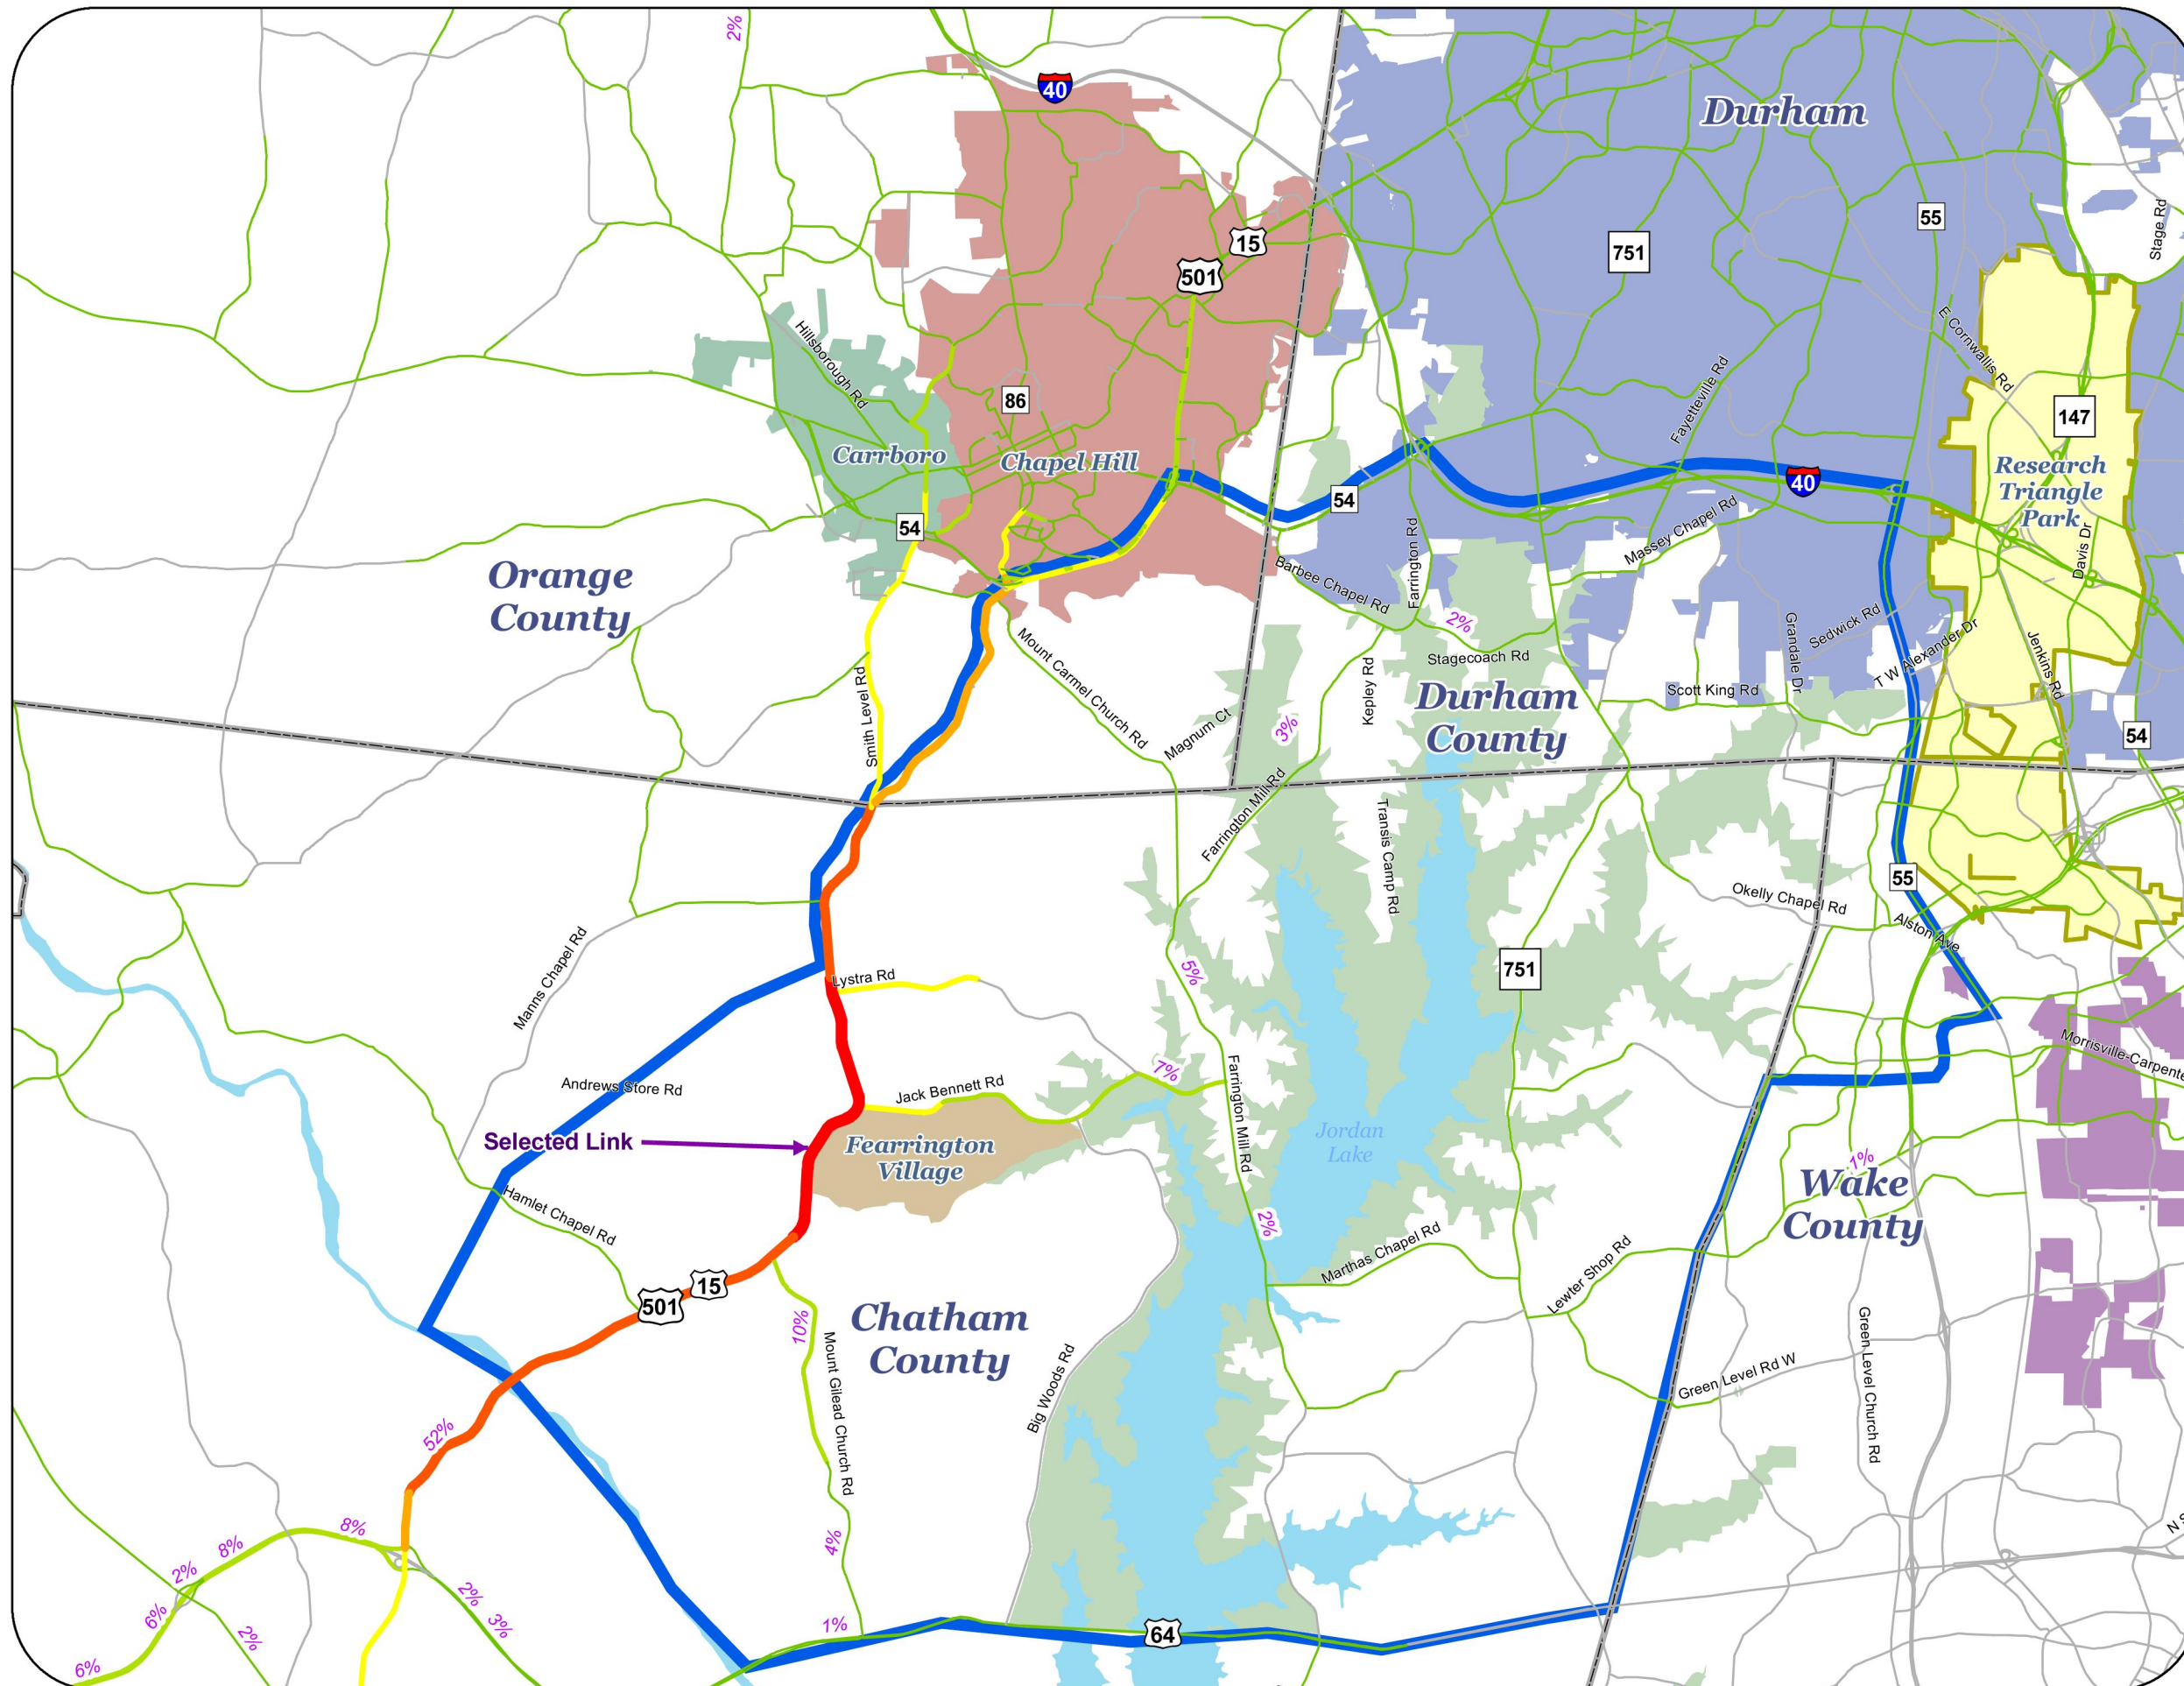 2%
40
Durham
55
Stage Rd
15
751
501
E Cornwallis Rd
Hillsborough Rd
86
Fayetteville Rd
147
Carrboro
Chapel Hill
Research
Triangle
Park
40
54
54
Massey Chapel Rd
Davis Dr
Orange
County
Barbee Chapel Rd
Farrington Rd
2%
Grandale Dr
Sedwick Rd
T W Alexander Dr
Jenkins Rd
Mount Carmel Church Rd
Stagecoach Rd
Smith Level Rd
Kepley Rd
Durham
County
Scott King Rd
Magnum Ct
3%
54
Farrington Mill Rd
Transis Camp Rd
55
Okelly Chapel Rd
Alston Ave
Manns Chapel Rd
Lystra Rd
5%
751
Andrews Store Rd
Jack Bennett Rd
7%
Farrington Mill Rd
Morrisville-Carpente
Selected Link
Fearrington
Village
Jordan
Lake
1%
Wake
County
Hamlet Chapel Rd
2%
Marthas Chapel Rd
Lewter Shop Rd
15
501
10%
Mount Gilead Church Rd
Chatham
County
Green Level Church Rd
Big Woods Rd
Green Level Rd W
52%
8%
8%
4%
N S
2%
6%
2%
2%
3%
1%
64
6%